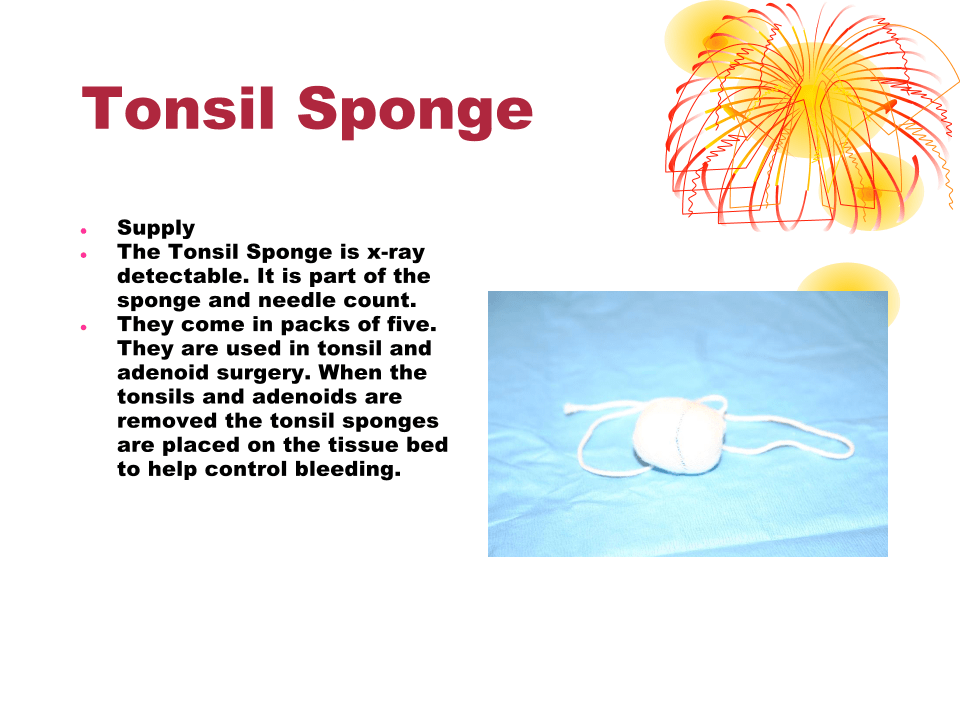 Tonsil Sponge
Supply
The Tonsil Sponge is x-ray
detectable. It is part of the
sponge and needle count.
They come in packs of five.
They are used in tonsil and
adenoid surgery. When the
tonsils and adenoids are
removed the tonsil sponges
are placed on the tissue bed
to help control bleeding.